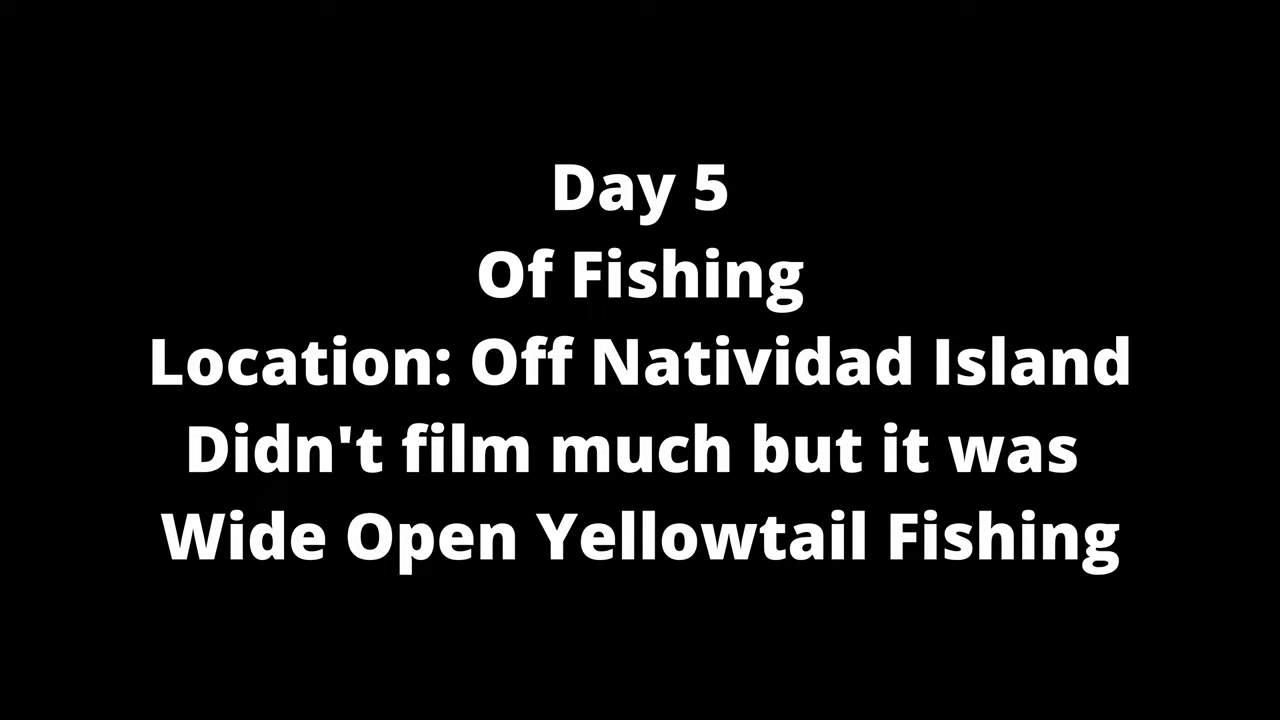 Day 5
Of Fishing
Location: Off Natividad Island
Didn't film much but it was
Wide Open Yellowtail Fishing